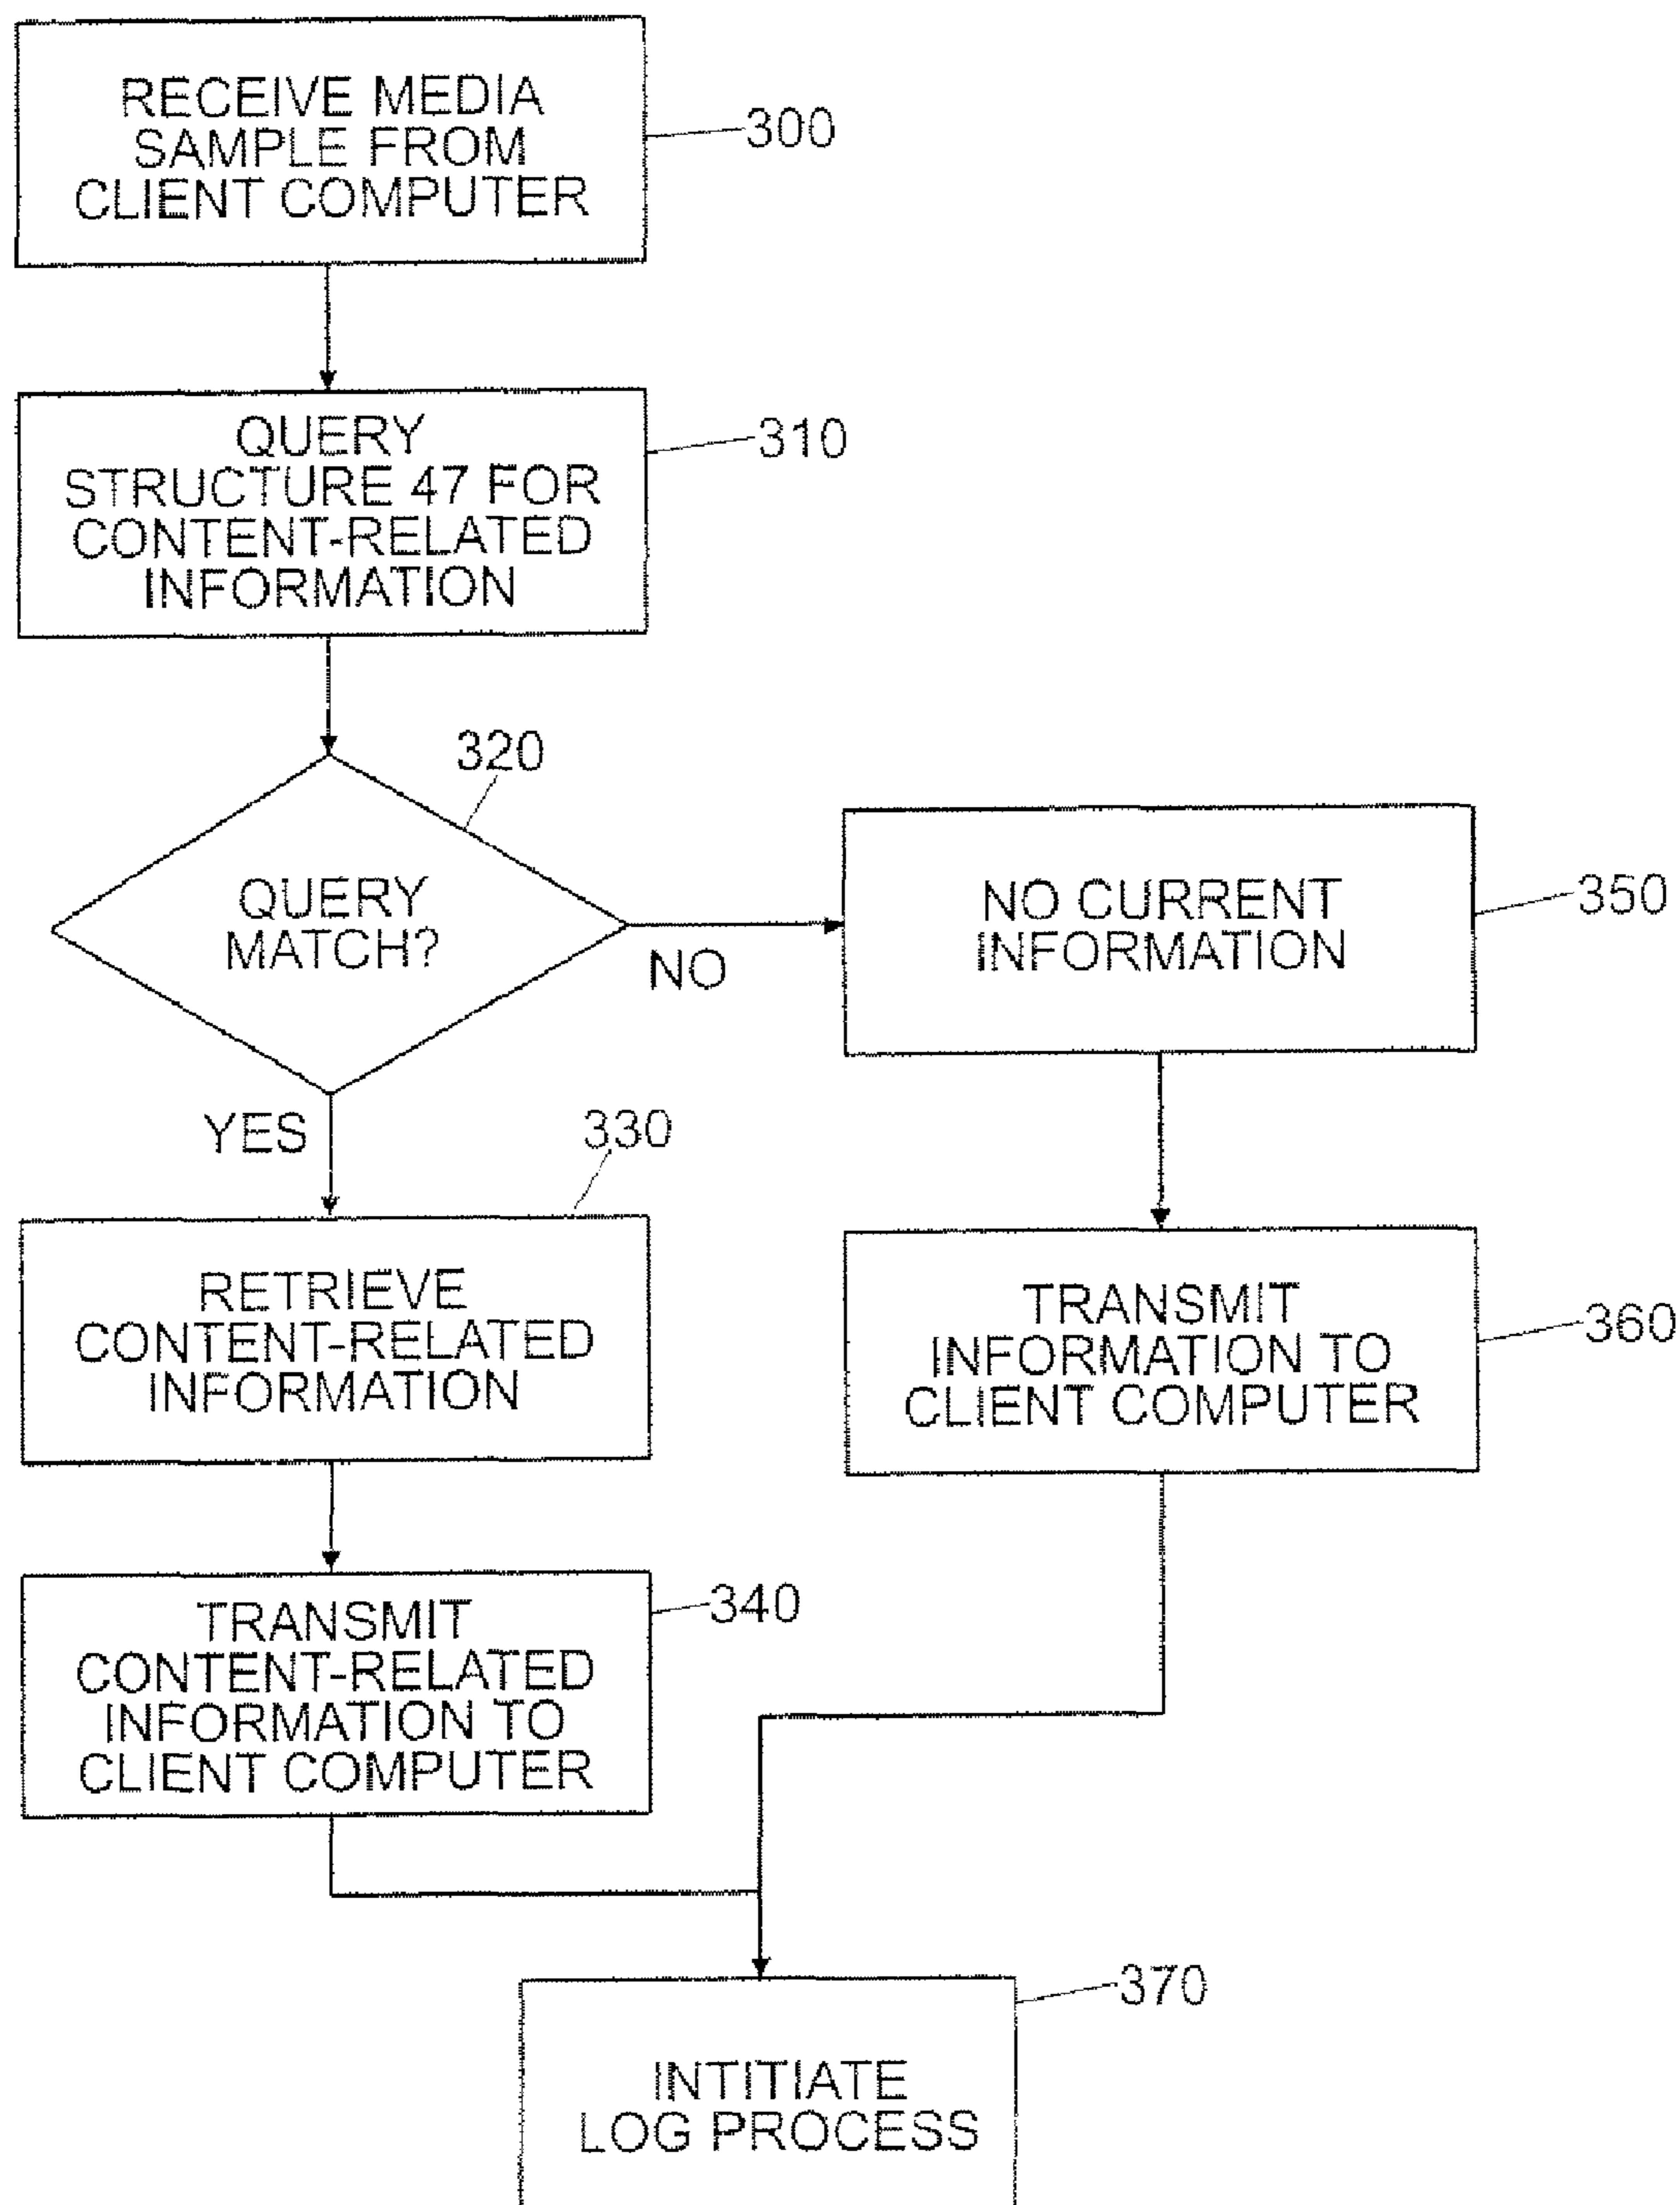 RECEIVE MEDIA
SAMPLE FROM
CLIENT COMPUTER
300
QUERY
STRUCTURE 47 FOR
CONTENT-RELATED
INFORMATION
310
320
QUERY
MATCH?
NO
YES
NO CURRENT
INFORMATION
350
330
RETRIEVE
CONTENT-RELATED
INFORMATION
TRANSMIT
INFORMATION TO
CLIENT COMPUTER
360
TRANSMIT
CONTENT-RELATED
INFORMATION TO
CLIENT COMPUTER
340
370
INTITIATE
LOG PROCESS